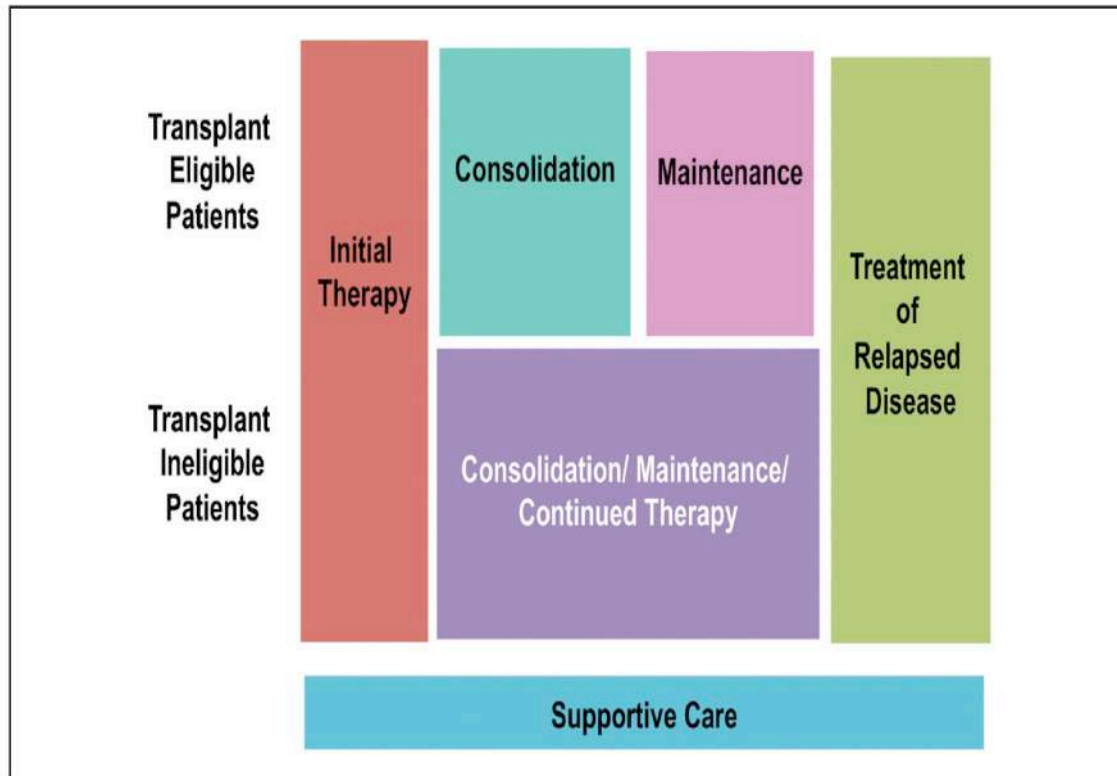 Transplant
Eligible
Patients
Initial
Therapy
Consolidation
Maintenance
Treatment
of
Relapsed
Disease
Transplant
Ineligible
Patients
Consolidation/ Maintenance/
Continued Therapy
Supportive Care